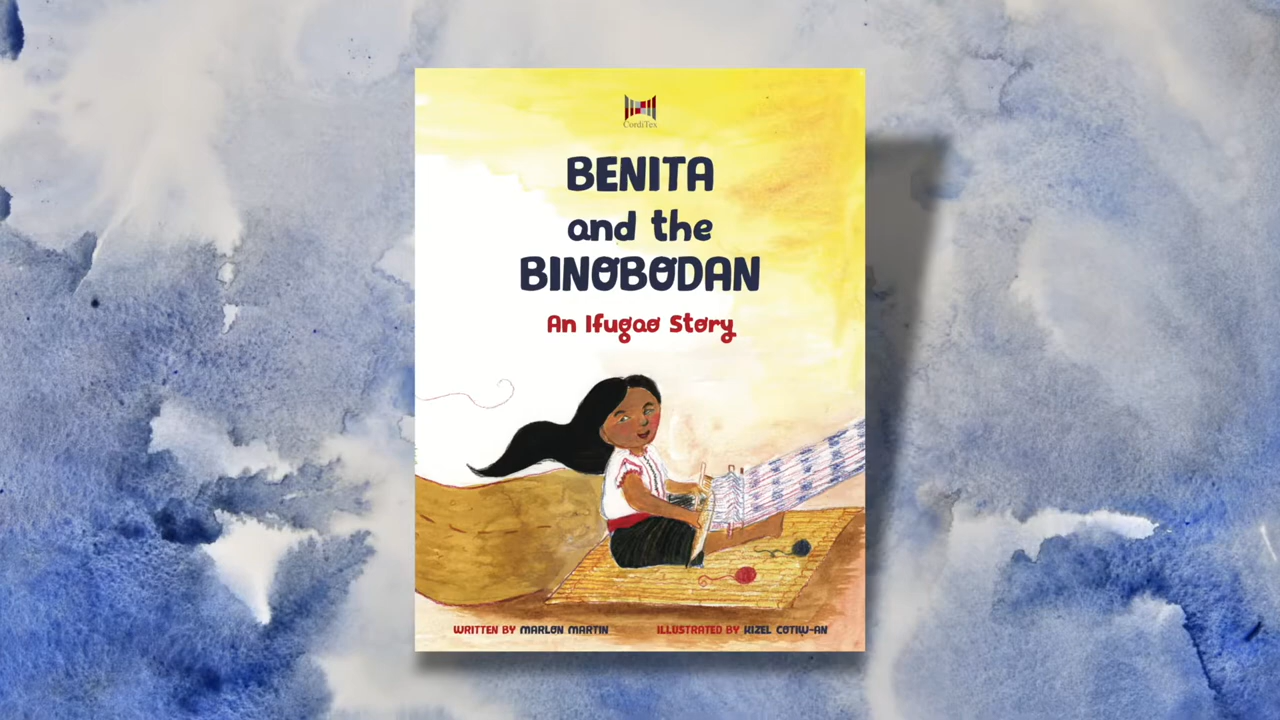 CordiTex
BENITA
and the
BINOBODAN
An Ifugao Story
WRITTEN BY MARLON MARTIN
ILLUSTRATED BY KIZEL COTIW-AN